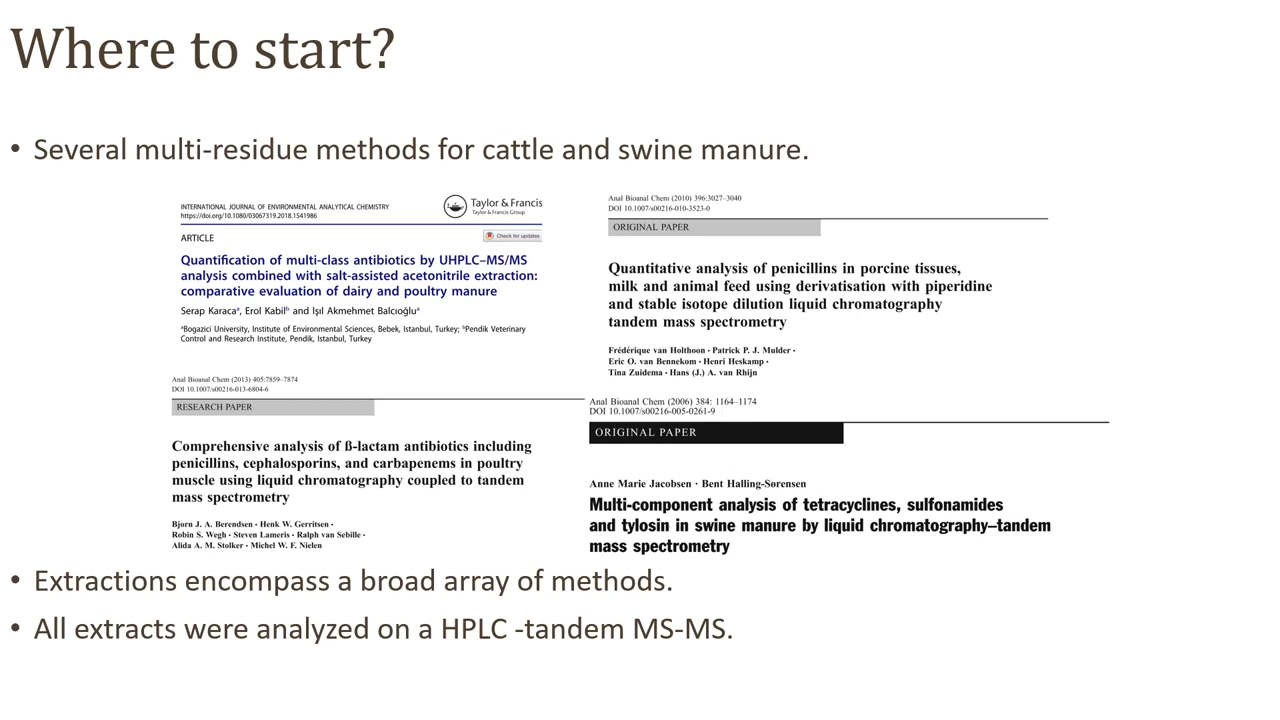 Where to start?
• Several multi-residue methods for cattle and swine manure.
INTERNATIONAL JOURNAL OF ENVIRONMENTAL ANALYTICAL CHEMISTRY
https://doi.org/10.1080/03067319.2018.1541986
Taylor & Francis
Taylor & Francis Group
ARTICLE
Check for updates
Quantification of multi-class antibiotics by UHPLC–MS/MS
analysis combined with salt-assisted acetonitrile extraction:
comparative evaluation of dairy and poultry manure
Serap Karacaᵃ, Erol Kabilᵇ and Işıl Akmehmet Balcıoğluᵃ
ᵃBogazici University, Institute of Environmental Sciences, Bebek, Istanbul, Turkey; ᵇPendik Veterinary
Control and Research Institute, Pendik, Istanbul, Turkey
Anal Bioanal Chem (2010) 396:3027–3040
DOI 10.1007/s00216-010-3523-0
ORIGINAL PAPER
Quantitative analysis of penicillins in porcine tissues,
milk and animal feed using derivatisation with piperidine
and stable isotope dilution liquid chromatography
tandem mass spectrometry
Frédérique van Holthoon · Patrick P. J. Mulder ·
Eric O. van Bennekom · Henri Heskamp ·
Tina Zuidema · Hans (J.) A. van Rhijn
Anal Bioanal Chem (2013) 405:7859–7874
DOI 10.1007/s00216-013-6804-6
RESEARCH PAPER
Comprehensive analysis of ß-lactam antibiotics including
penicillins, cephalosporins, and carbapenems in poultry
muscle using liquid chromatography coupled to tandem
mass spectrometry
Bjorn J. A. Berendsen · Henk W. Gerritsen ·
Robin S. Wegh · Steven Lameris · Ralph van Sebille ·
Alida A. M. Stolker · Michel W. F. Nielen
Anal Bioanal Chem (2006) 384: 1164–1174
DOI 10.1007/s00216-005-0261-9
ORIGINAL PAPER
Anne Marie Jacobsen · Bent Halling-Sørensen
Multi-component analysis of tetracyclines, sulfonamides
and tylosin in swine manure by liquid chromatography–tandem
mass spectrometry
• Extractions encompass a broad array of methods.
• All extracts were analyzed on a HPLC -tandem MS-MS.